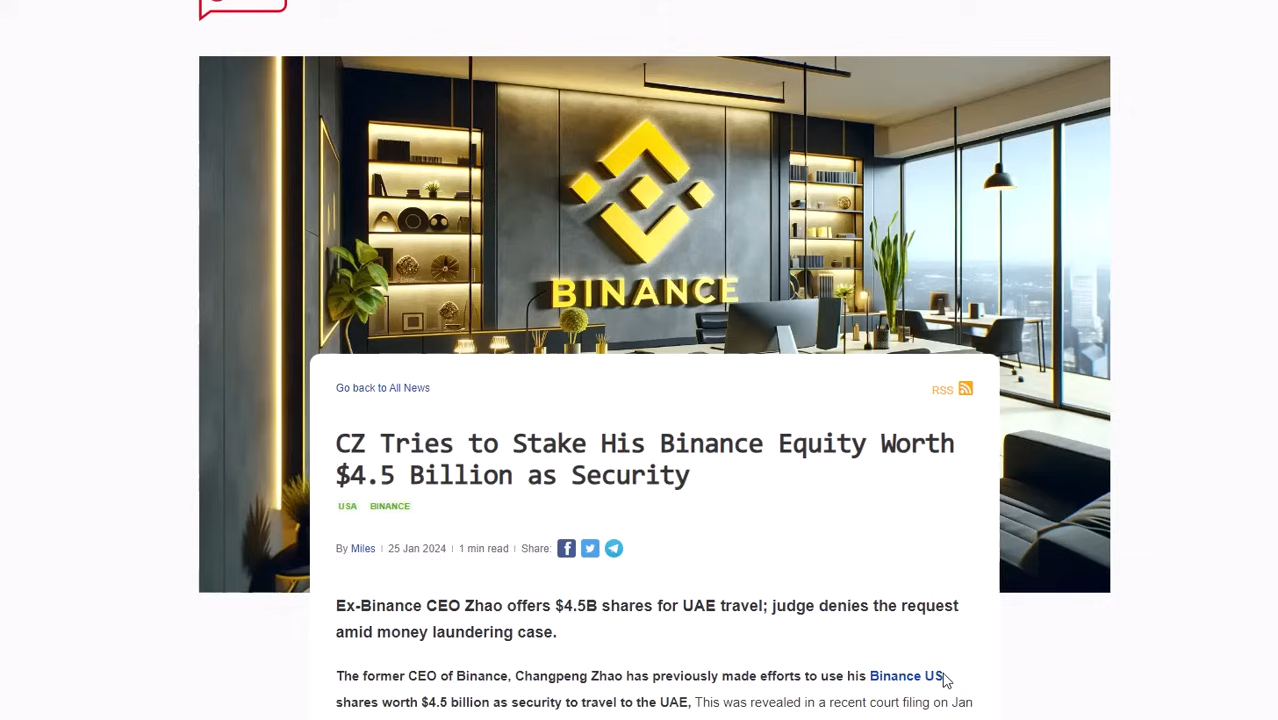 BINANCE
Go back to All News
RSS
CZ Tries to Stake His Binance Equity Worth
$4.5 Billion as Security
USA BINANCE
By Miles | 25 Jan 2024 | 1 min read | Share:
Ex-Binance CEO Zhao offers $4.5B shares for UAE travel; judge denies the request
amid money laundering case.
The former CEO of Binance, Changpeng Zhao has previously made efforts to use his Binance US
shares worth $4.5 billion as security to travel to the UAE, This was revealed in a recent court filing on Jan